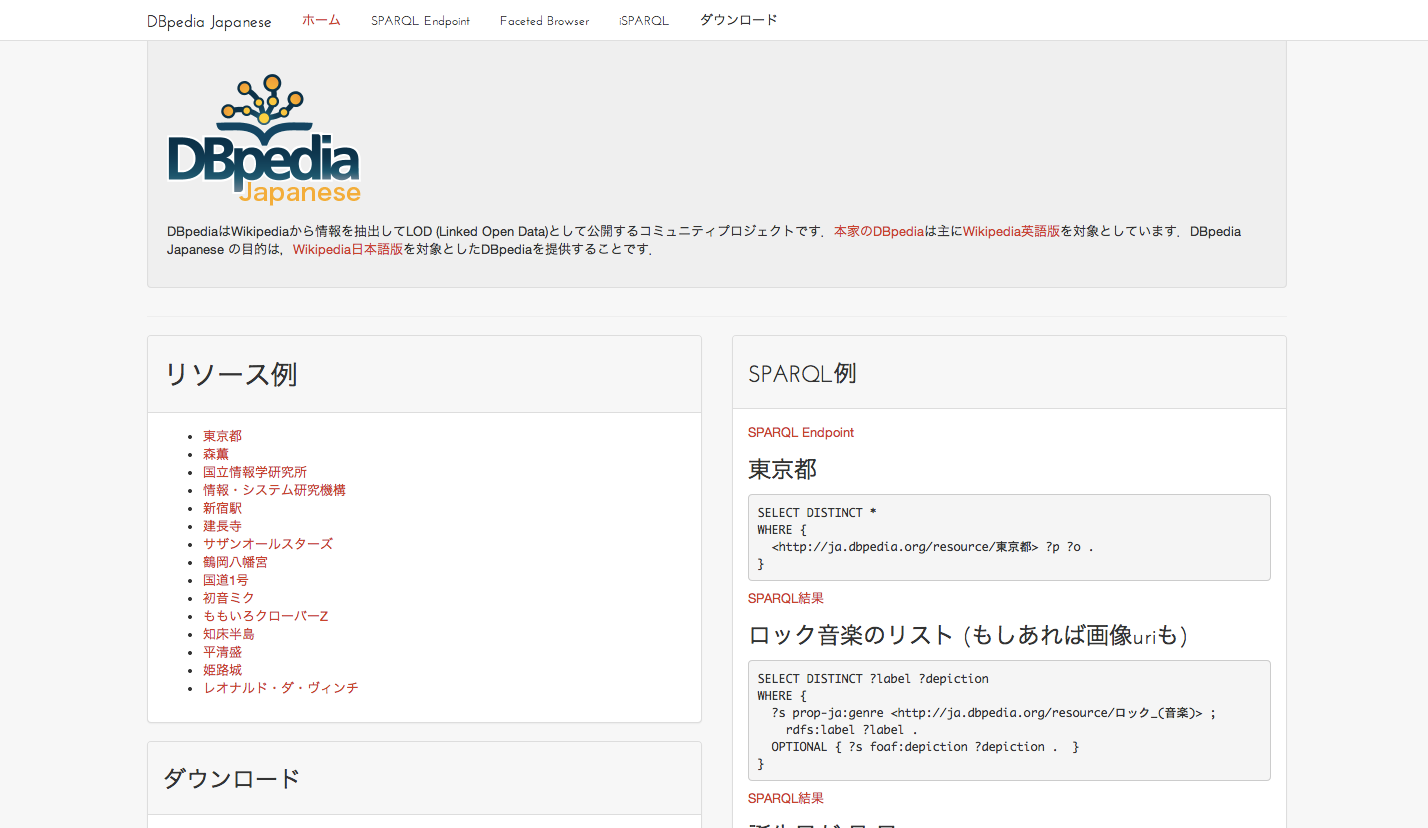 DBpedia Japanese ホーム SPARQL Endpoint Faceted Browser iSPARQL ダウンロード
DBpedia
Japanese
DBpediaはWikipediaから情報を抽出してLOD (Linked Open Data)として公開するコミュニティプロジェクトです．本家のDBpediaは主にWikipedia英語版を対象としています．DBpedia
Japanese の目的は，Wikipedia日本語版を対象としたDBpediaを提供することです．
リソース例
東京都
森薫
国立情報学研究所
情報・システム研究機構
新宿駅
建長寺
サザンオールスターズ
鶴岡八幡宮
国道1号
初音ミク
ももいろクローバーZ
知床半島
平清盛
姫路城
レオナルド・ダ・ヴィンチ
ダウンロード
SPARQL例
SPARQL Endpoint
東京都
SELECT DISTINCT *
WHERE {
<http://ja.dbpedia.org/resource/東京都> ?p ?o .
}
SPARQL結果
ロック音楽のリスト (もしあれば画像uriも)
SELECT DISTINCT ?label ?depiction
WHERE {
?s prop-ja:genre <http://ja.dbpedia.org/resource/ロック_(音楽)> ;
rdfs:label ?label .
OPTIONAL { ?s foaf:depiction ?depiction . }
}
SPARQL結果